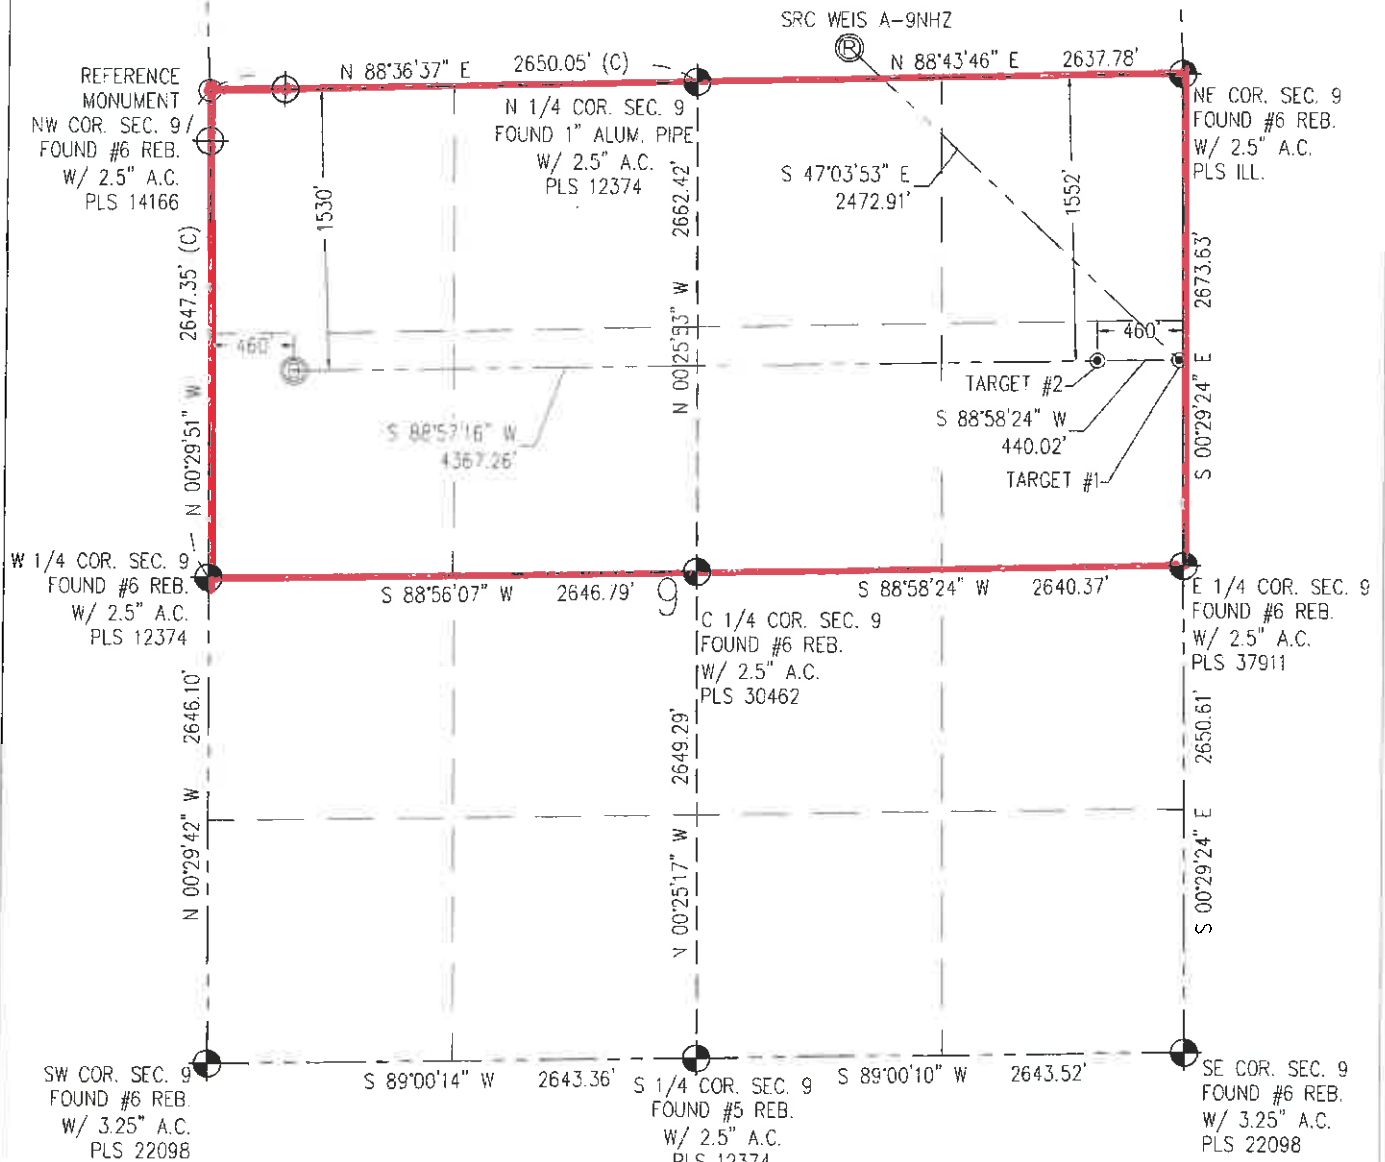 SRC WEIS A-9NHZ
R
REFERENCE
MONUMENT
NW COR. SEC. 9/
FOUND #6 REB.
W/ 2.5" A.C.
PLS 14166
N 88°36'37" E
2650.05' (C)
N 1/4 COR. SEC. 9
FOUND 1" ALUM. PIPE
W/ 2.5" A.C.
PLS 12374
N 88°43'46" E
2637.78'
NE COR. SEC. 9
FOUND #6 REB.
W/ 2.5" A.C.
PLS ILL.
S 47°03'53" E
2472.91'
1530'
2662.42'
N 00°25'53" W
1552'
2647.35' (C)
N 00°29'51" W
2673.63'
S 00°29'24" E
460'
460'
TARGET #2
S 88°58'24" W
440.02'
TARGET #1
S 88°57'16" W
4367.26'
W 1/4 COR. SEC. 9
FOUND #6 REB.
W/ 2.5" A.C.
PLS 12374
S 88°56'07" W
2646.79'
9
C 1/4 COR. SEC. 9
FOUND #6 REB.
W/ 2.5" A.C.
PLS 30462
S 88°58'24" W
2640.37'
E 1/4 COR. SEC. 9
FOUND #6 REB.
W/ 2.5" A.C.
PLS 37911
2646.10'
N 00°29'42" W
2649.29'
N 00°25'17" W
2650.61'
S 00°29'24" E
SW COR. SEC. 9
FOUND #6 REB.
W/ 3.25" A.C.
PLS 22098
S 89°00'14" W
2643.36'
S 1/4 COR. SEC. 9
FOUND #5 REB.
W/ 2.5" A.C.
PLS 12374
S 89°00'10" W
2643.52'
SE COR. SEC. 9
FOUND #6 REB.
W/ 3.25" A.C.
PLS 22098